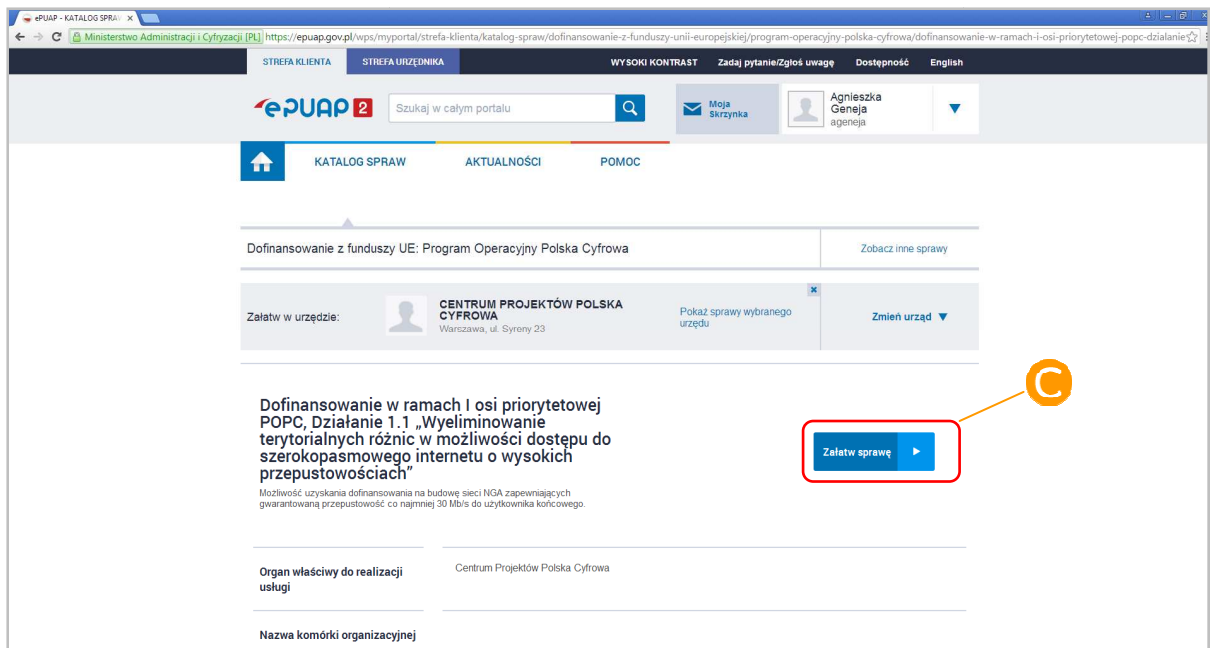 ePUAP - KATALOG SPRAW
Ministerstwo Administracji i Cyfryzacji [PL] https://epuap.gov.pl/wps/myportal/strefa-klienta/katalog-spraw/dofinansowanie-z-funduszy-unii-europejskiej/program-operacyjny-polska-cyfrowa/dofinansowanie-w-ramach-i-osi-priorytetowej-popc-dzialanie
STREFA KLIENTA STREFA URZĘDNIKA WYSOKI KONTRAST Zadaj pytanie/Zgłoś uwagę Dostępność English
ePUAP 2 Szukaj w całym portalu
Moja
Skrzynka
Agnieszka
Geneja
ageneja
KATALOG SPRAW AKTUALNOŚCI POMOC
Dofinansowanie z funduszy UE: Program Operacyjny Polska Cyfrowa Zobacz inne sprawy
Załatw w urzędzie:
CENTRUM PROJEKTÓW POLSKA
CYFROWA
Warszawa, ul. Syreny 23
Pokaż sprawy wybranego
urzędu
Zmień urząd
C
Dofinansowanie w ramach I osi priorytetowej
POPC, Działanie 1.1 „Wyeliminowanie
terytorialnych różnic w możliwości dostępu do
szerokopasmowego internetu o wysokich
przepustowościach”
Załatw sprawę
Możliwość uzyskania dofinansowania na budowę sieci NGA zapewniających
gwarantowaną przepustowość co najmniej 30 Mb/s do użytkownika końcowego.
Organ właściwy do realizacji
usługi
Centrum Projektów Polska Cyfrowa
Nazwa komórki organizacyjnej